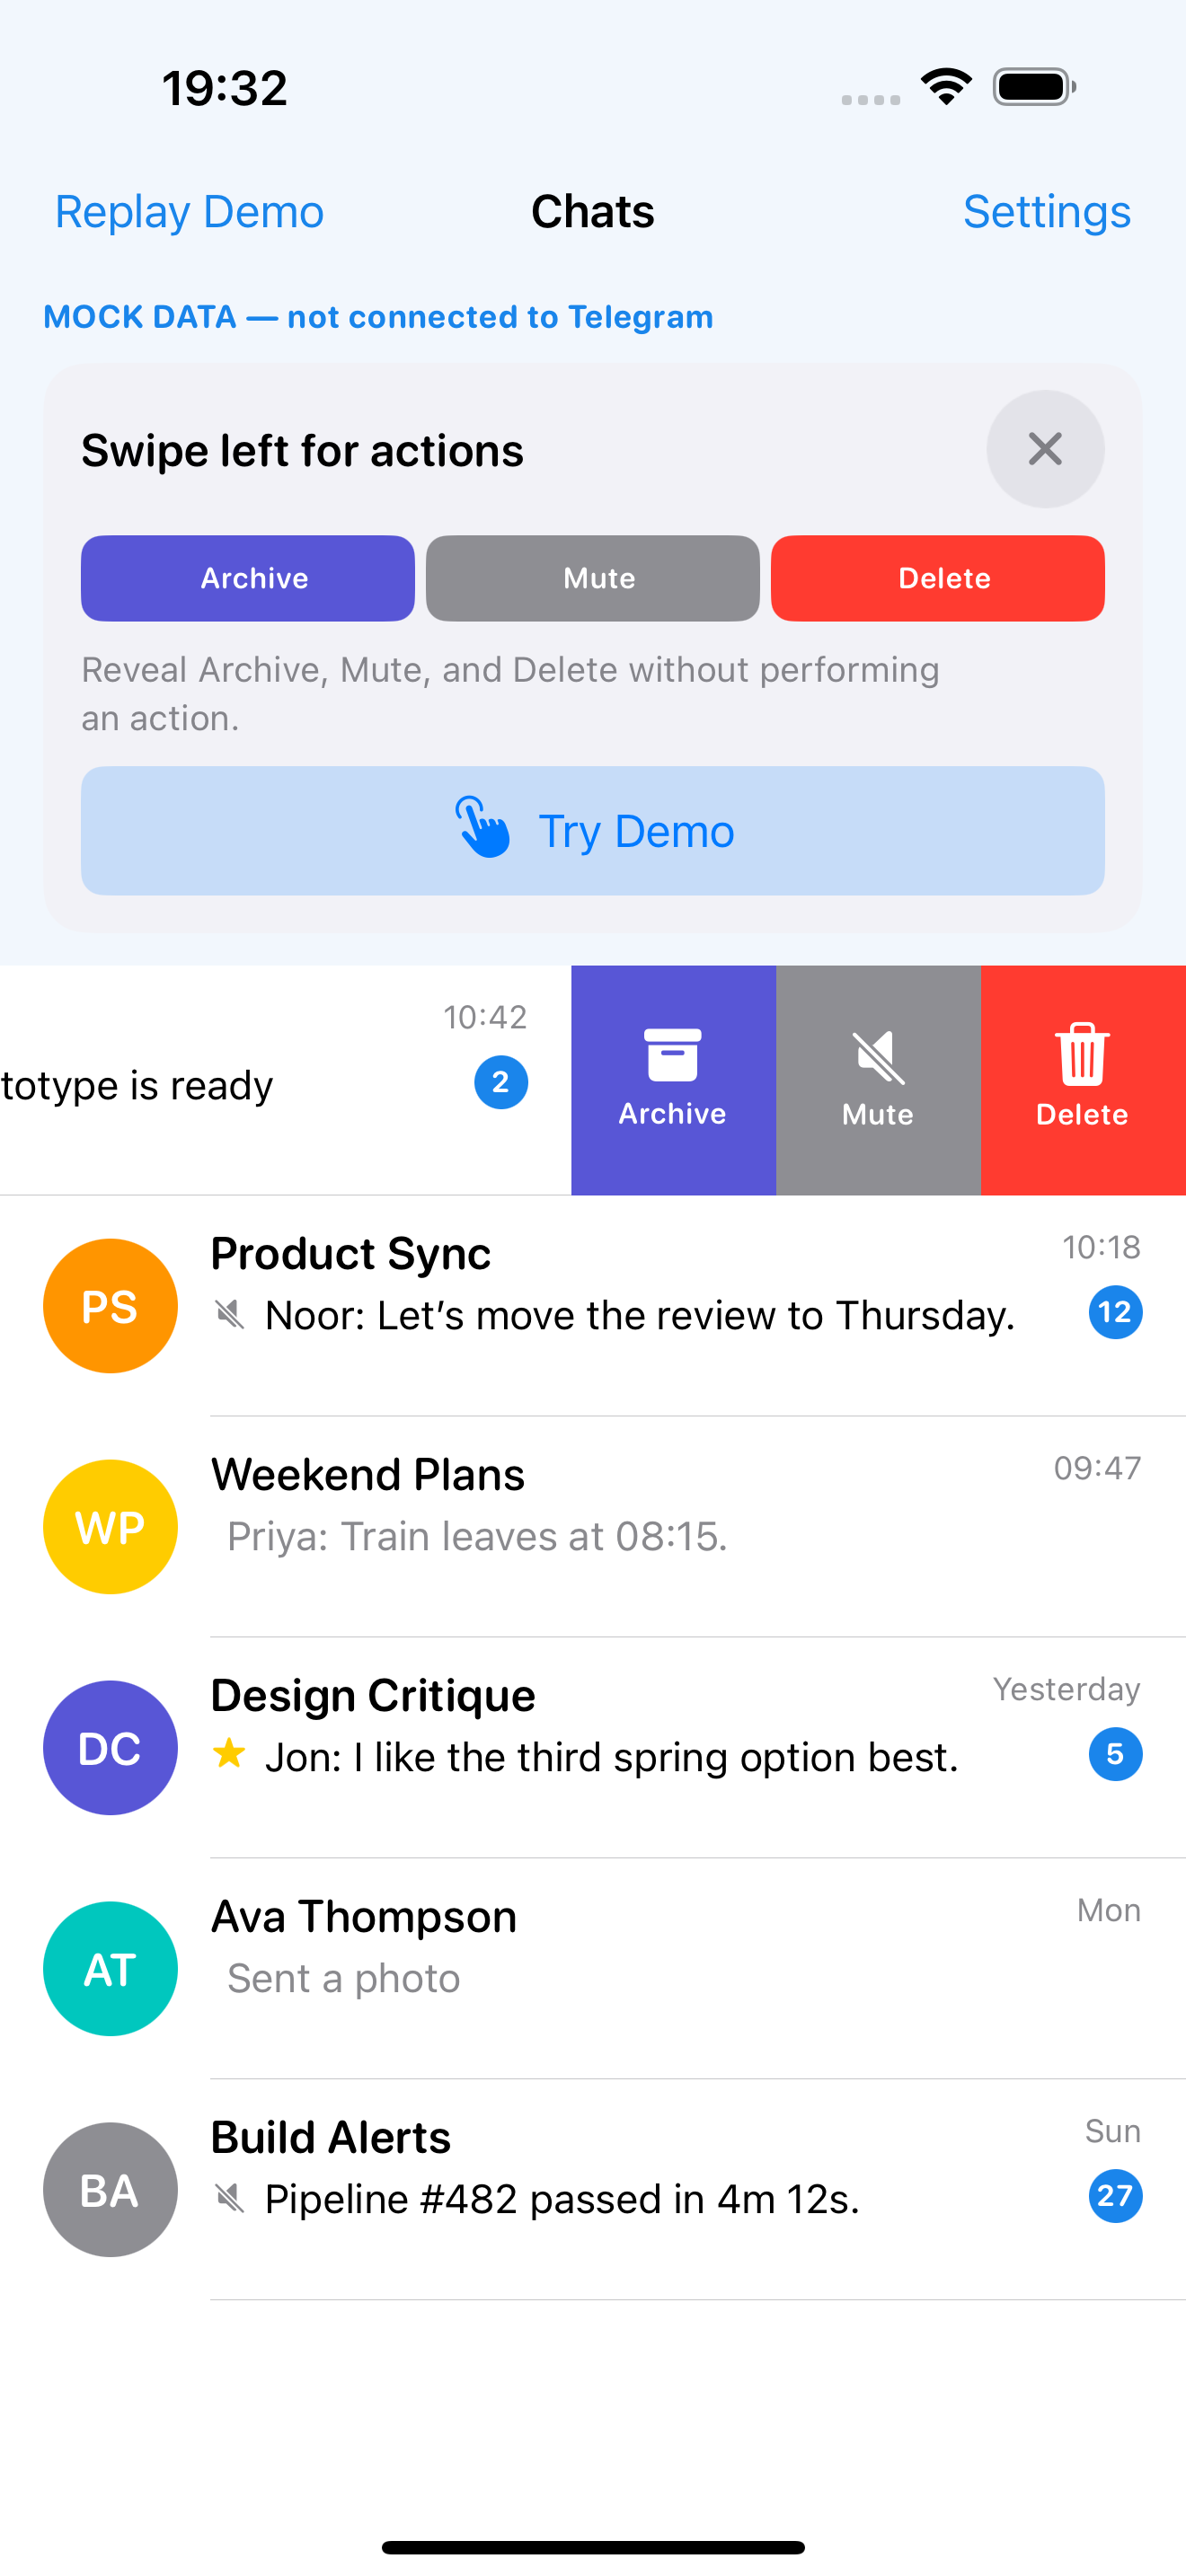 19:32
Replay Demo Chats Settings
MOCK DATA — not connected to Telegram
Swipe left for actions
Archive Mute Delete
Reveal Archive, Mute, and Delete without performing
an action.
Try Demo
10:42
totype is ready 2
Archive Mute Delete
Product Sync 10:18
PS
Noor: Let’s move the review to Thursday. 12
Weekend Plans 09:47
WP
Priya: Train leaves at 08:15.
Design Critique Yesterday
DC
Jon: I like the third spring option best. 5
Ava Thompson Mon
AT
Sent a photo
Build Alerts Sun
BA
Pipeline #482 passed in 4m 12s. 27